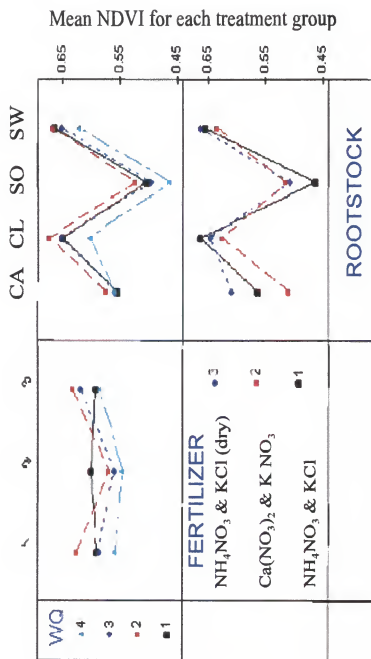 Mean NDVI for each treatment group
0.65
0.55
0.45
0.65
0.55
0.45
CA CL SO SW
ROOTSTOCK
WQ
4
3
2
1
FERTILIZER
3
NH₄NO₃ & KCl (dry)
2
Ca(NO₃)₂ & K NO₃
1
NH₄NO₃ & KCl